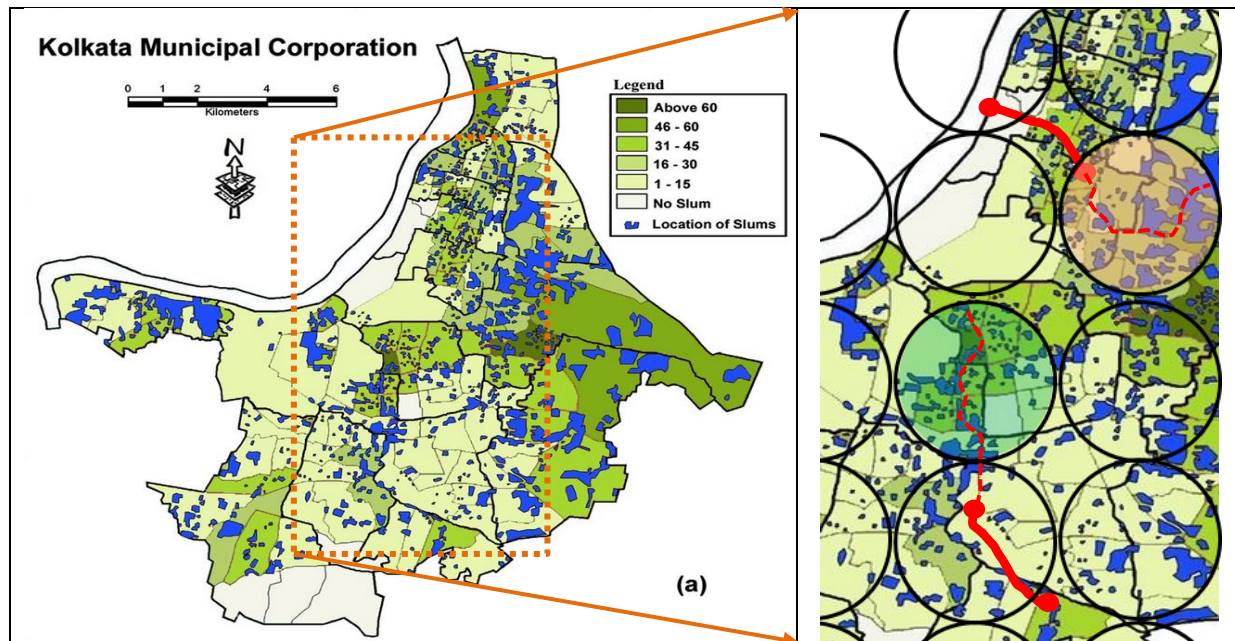 Kolkata Municipal Corporation
0 2 4 6
Kilometers
N
Legend
Above 60
46 - 60
31 - 45
16 - 30
1 - 15
No Slum
Location of Slums
(a)